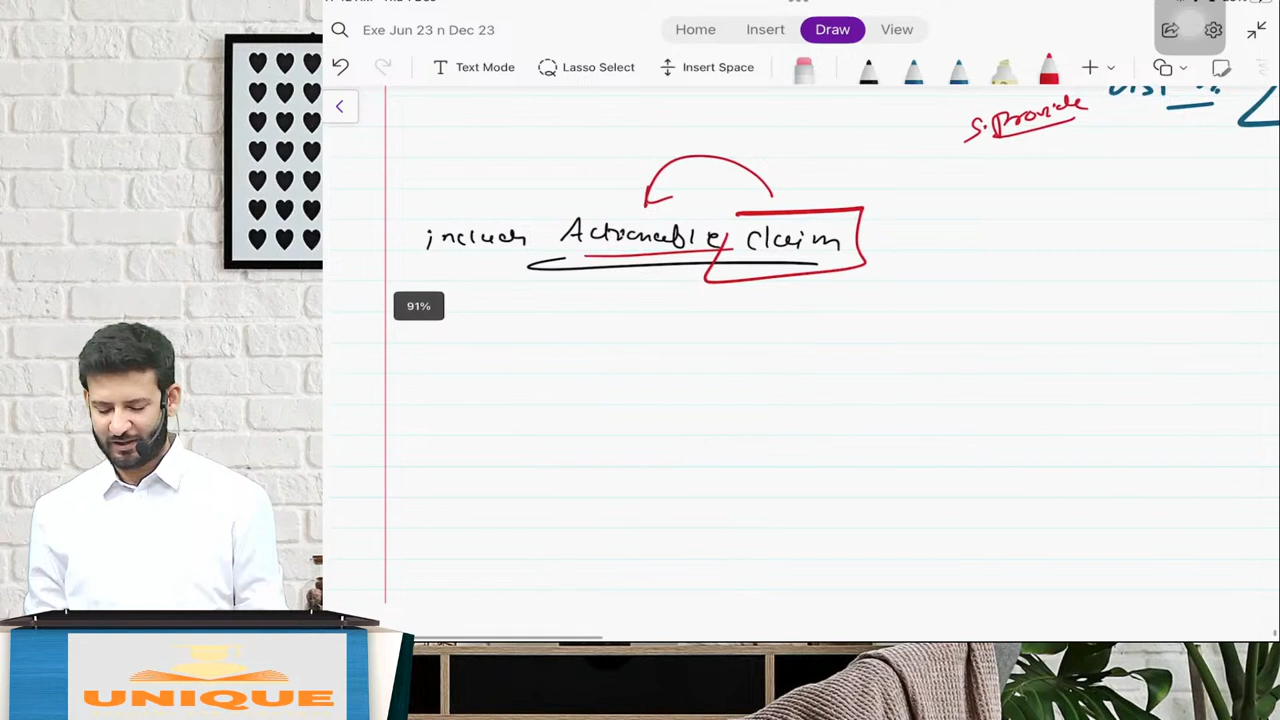 Exe Jun 23 n Dec 23
Home Insert Draw View
Text Mode Lasso Select Insert Space
S. Provide
include Actionable Claim
91%
UNIQUE